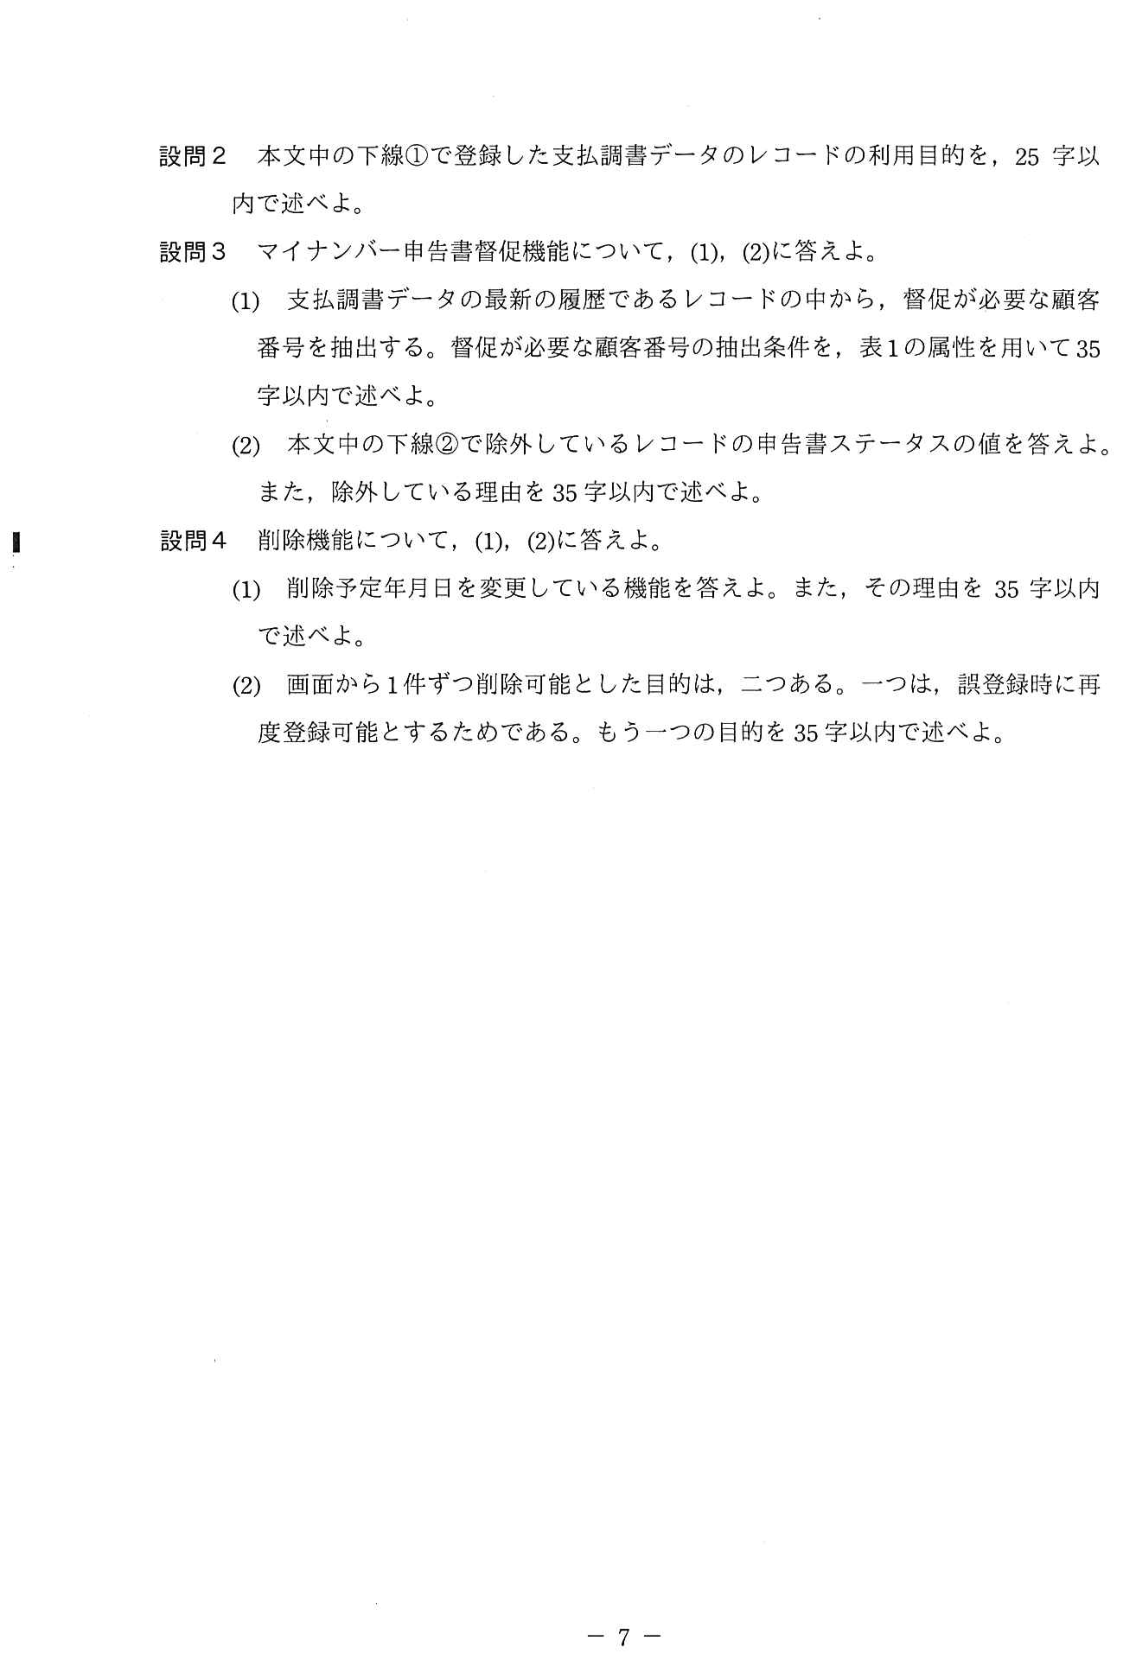 設問2　本文中の下線①で登録した支払調書データのレコードの利用目的を，25 字以
内で述べよ。
設問3　マイナンバー申告書督促機能について，(1)，(2)に答えよ。
(1)　支払調書データの最新の履歴であるレコードの中から，督促が必要な顧客
番号を抽出する。督促が必要な顧客番号の抽出条件を，表1の属性を用いて35
字以内で述べよ。
(2)　本文中の下線②で除外しているレコードの申告書ステータスの値を答えよ。
また，除外している理由を 35 字以内で述べよ。
設問4　削除機能について，(1)，(2)に答えよ。
(1)　削除予定年月日を変更している機能を答えよ。また，その理由を 35 字以内
で述べよ。
(2)　画面から1件ずつ削除可能とした目的は，二つある。一つは，誤登録時に再
度登録可能とするためである。もう一つの目的を 35 字以内で述べよ。
－ 7 －